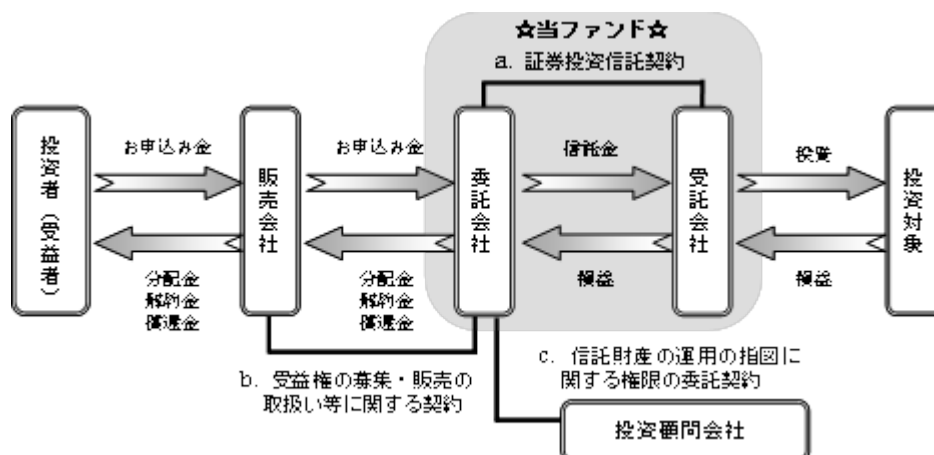 ☆当ファンド☆
a. 証券投資信託契約
投資者(受益者)
お申込み金
販売会社
お申込み金
委託会社
信託金
受託会社
投資
投資対象
分配金
解約金
償還金
分配金
解約金
償還金
損益
損益
b. 受益権の募集・販売の
取扱い等に関する契約
c. 信託財産の運用の指図に
関する権限の委託契約
投資顧問会社